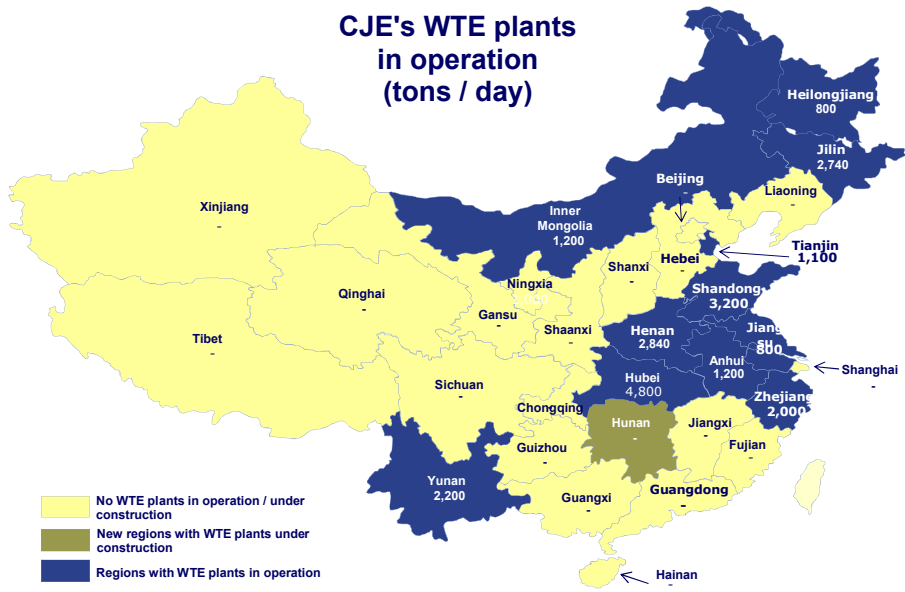 CJE's WTE plants
in operation
(tons / day)
Heilongjiang
800
Jilin
2,740
Beijing
-
Liaoning
-
Xinjiang
-
Inner
Mongolia
1,200
Tianjin
1,100
Hebei
-
Shanxi
-
Ningxia
Shandong
3,200
Qinghai
-
Gansu
-
Shaanxi
-
Henan
2,840
Jiang
su
800
Tibet
-
Anhui
1,200
Shanghai
-
Hubei
4,800
Sichuan
-
Zhejiang
2,000
Chongqing
-
Hunan
-
Jiangxi
-
Guizhou
-
Fujian
-
Yunan
2,200
Guangxi
-
Guangdong
-
Hainan
-
No WTE plants in operation / under
construction
New regions with WTE plants under
construction
Regions with WTE plants in operation